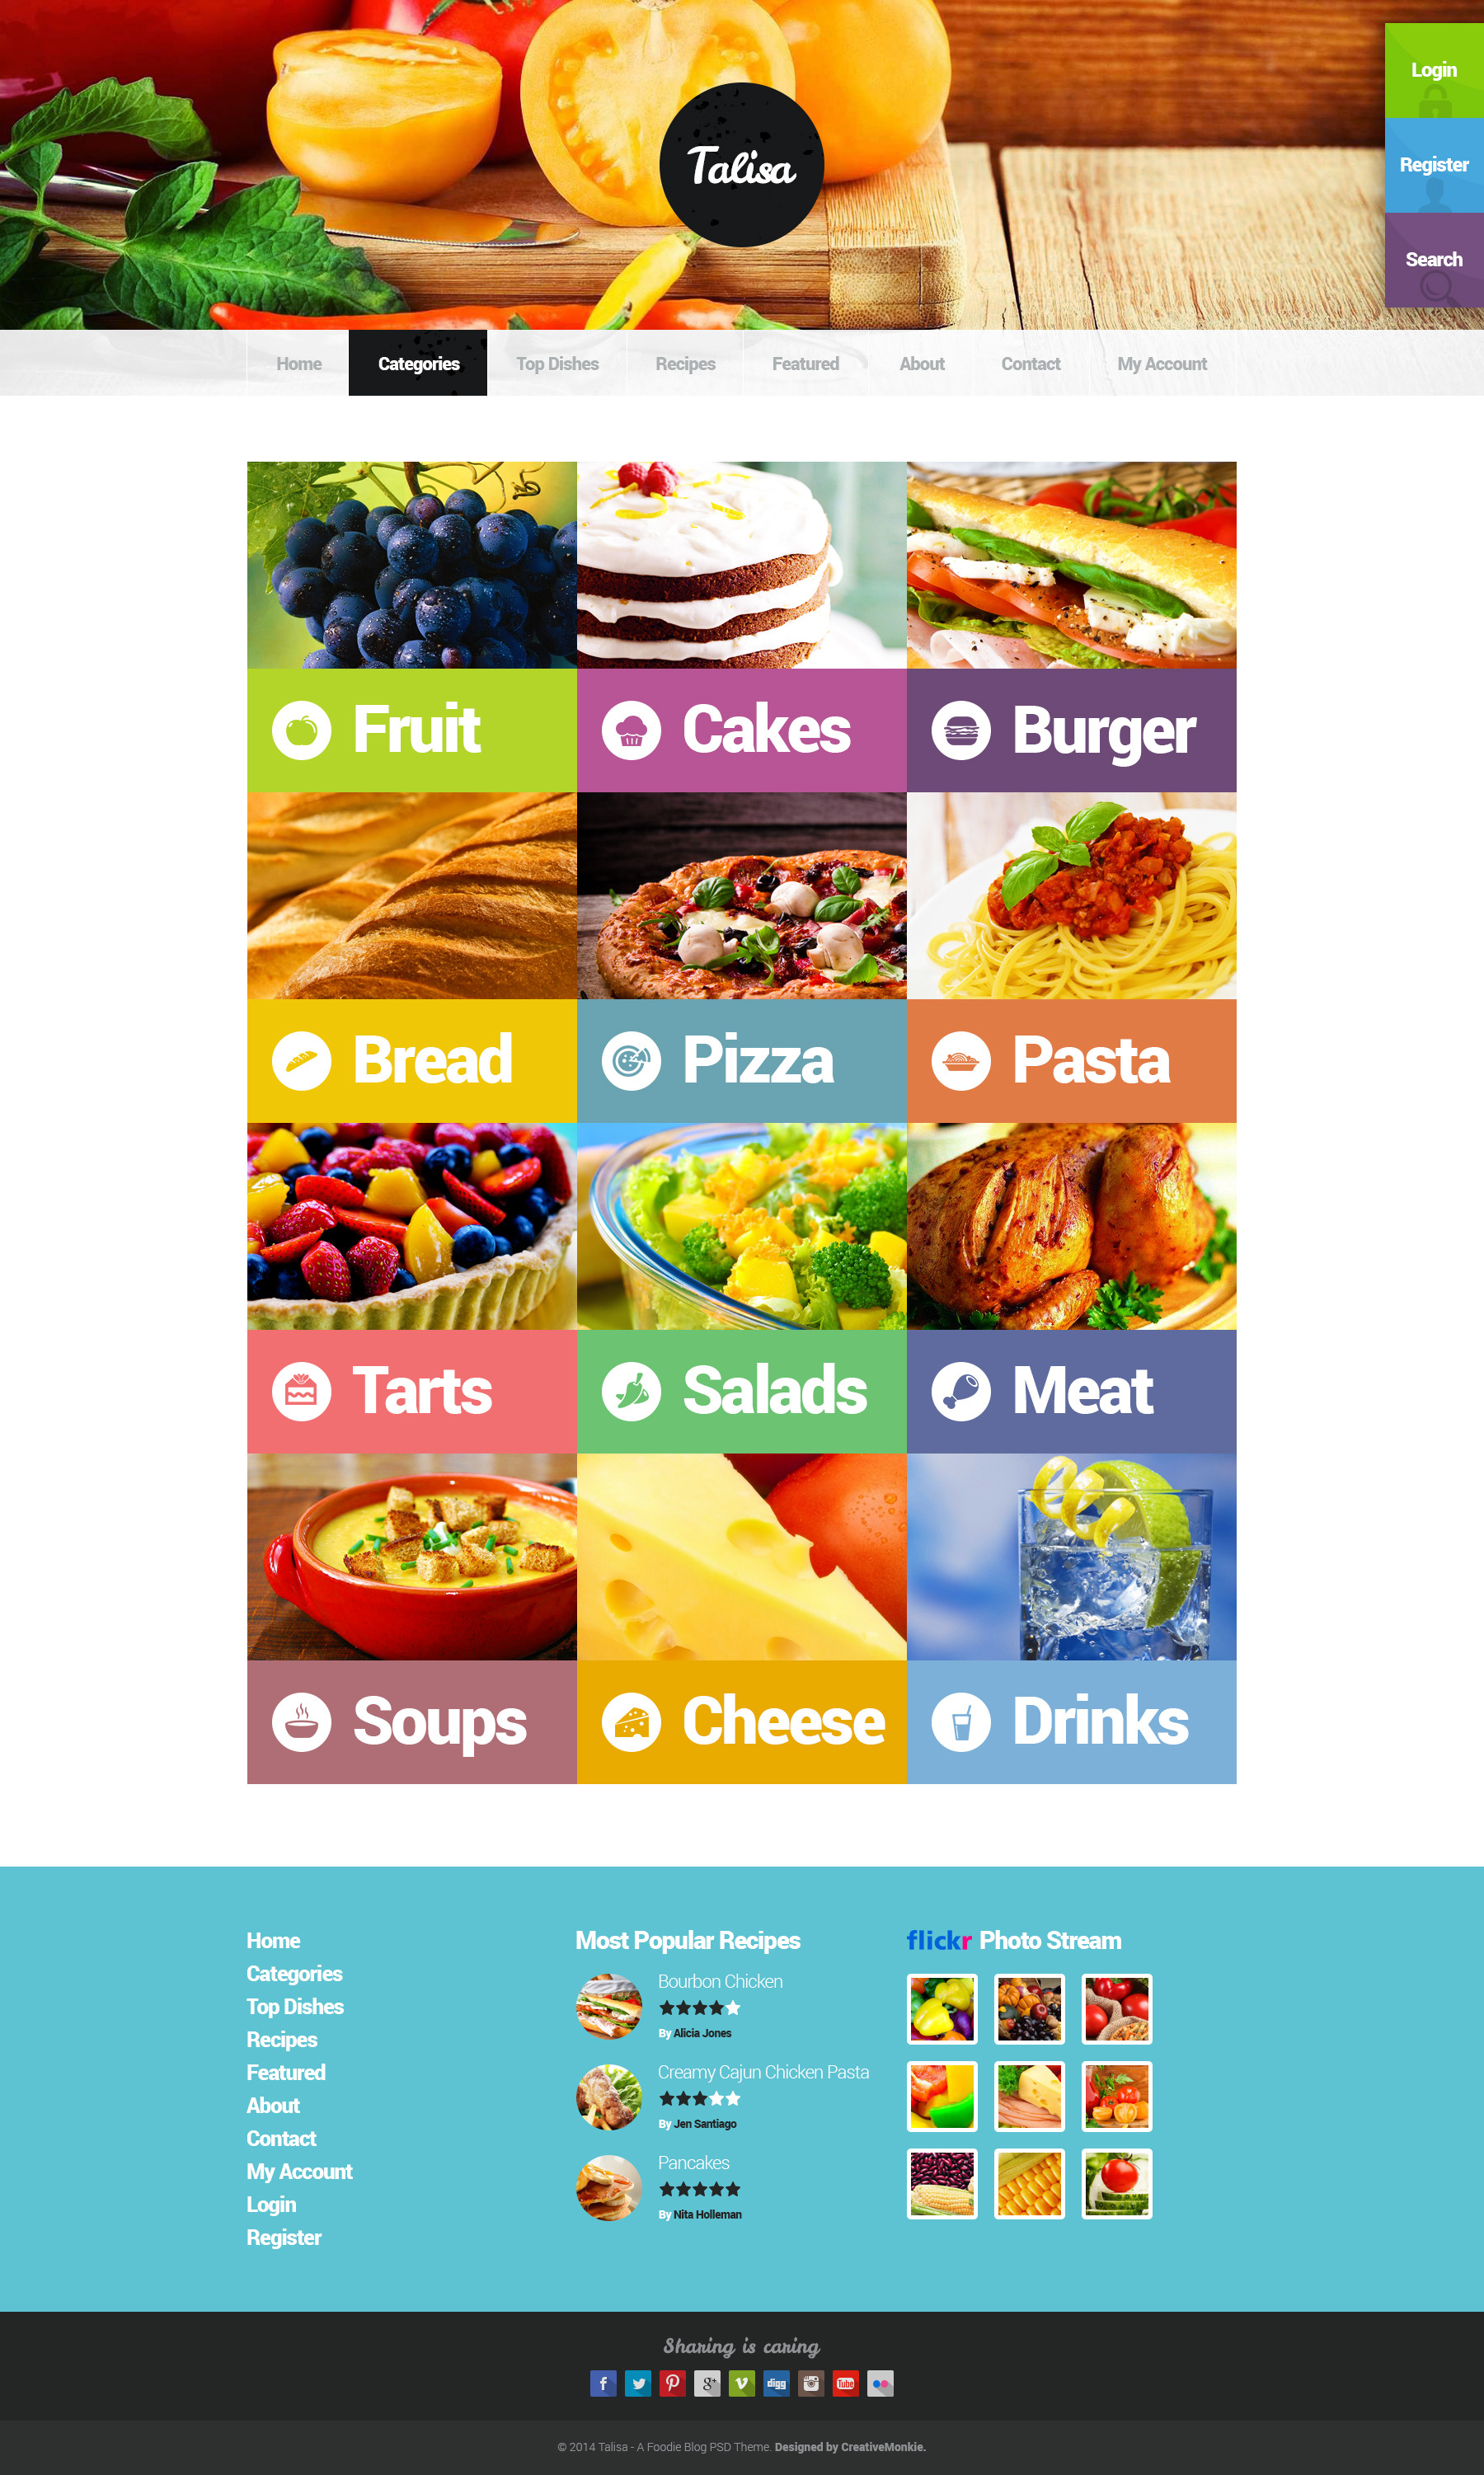 Talisa
Login
Register
Search
Home Categories Top Dishes Recipes Featured About Contact My Account
Fruit Cakes Burger
Bread Pizza Pasta
Tarts Salads Meat
Soups Cheese Drinks
Home
Categories
Top Dishes
Recipes
Featured
About
Contact
My Account
Login
Register
Most Popular Recipes
Bourbon Chicken
By Alicia Jones
Creamy Cajun Chicken Pasta
By Jen Santiago
Pancakes
By Nita Holleman
flickr Photo Stream
Sharing is caring
f g+ v digg Tube
© 2014 Talisa - A Foodie Blog PSD Theme. Designed by CreativeMonkie.